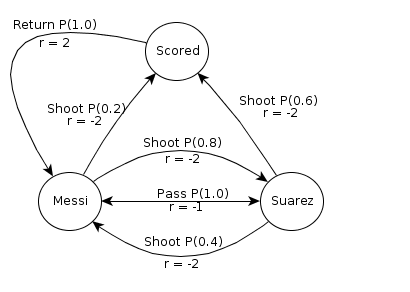 Return P(1.0)
r = 2
Scored
Shoot P(0.2)
r = -2
Shoot P(0.6)
r = -2
Shoot P(0.8)
r = -2
Messi
Pass P(1.0)
r = -1
Suarez
Shoot P(0.4)
r = -2